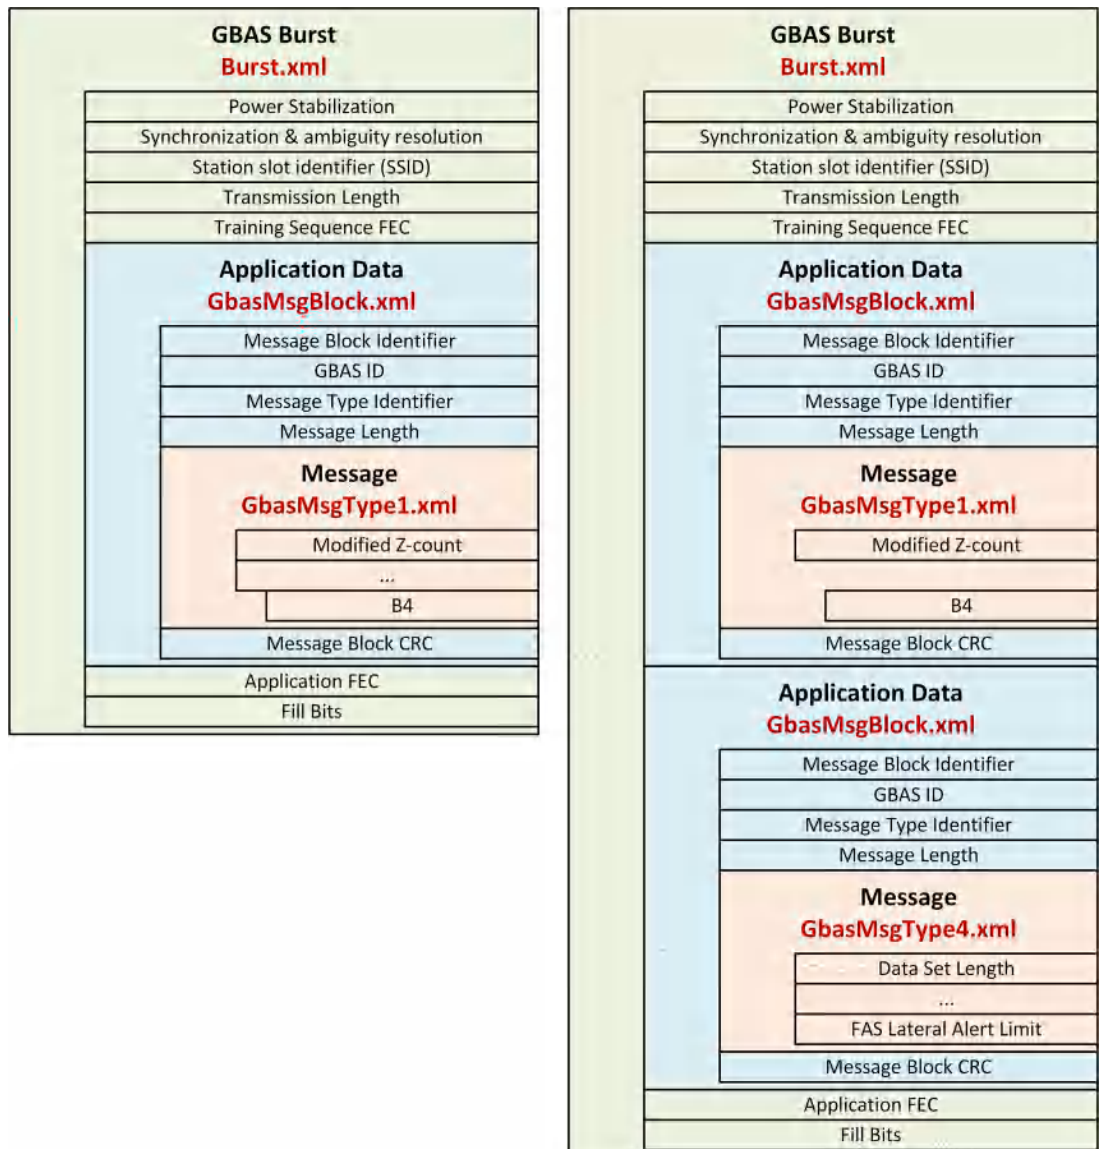 GBAS Burst
Burst.xml
Power Stabilization
Synchronization & ambiguity resolution
Station slot identifier (SSID)
Transmission Length
Training Sequence FEC
Application Data
GbasMsgBlock.xml
Message Block Identifier
GBAS ID
Message Type Identifier
Message Length
Message
GbasMsgType1.xml
Modified Z-count
...
B4
Message Block CRC
Application FEC
Fill Bits
GBAS Burst
Burst.xml
Power Stabilization
Synchronization & ambiguity resolution
Station slot identifier (SSID)
Transmission Length
Training Sequence FEC
Application Data
GbasMsgBlock.xml
Message Block Identifier
GBAS ID
Message Type Identifier
Message Length
Message
GbasMsgType1.xml
Modified Z-count
B4
Message Block CRC
Application Data
GbasMsgBlock.xml
Message Block Identifier
GBAS ID
Message Type Identifier
Message Length
Message
GbasMsgType4.xml
Data Set Length
...
FAS Lateral Alert Limit
Message Block CRC
Application FEC
Fill Bits